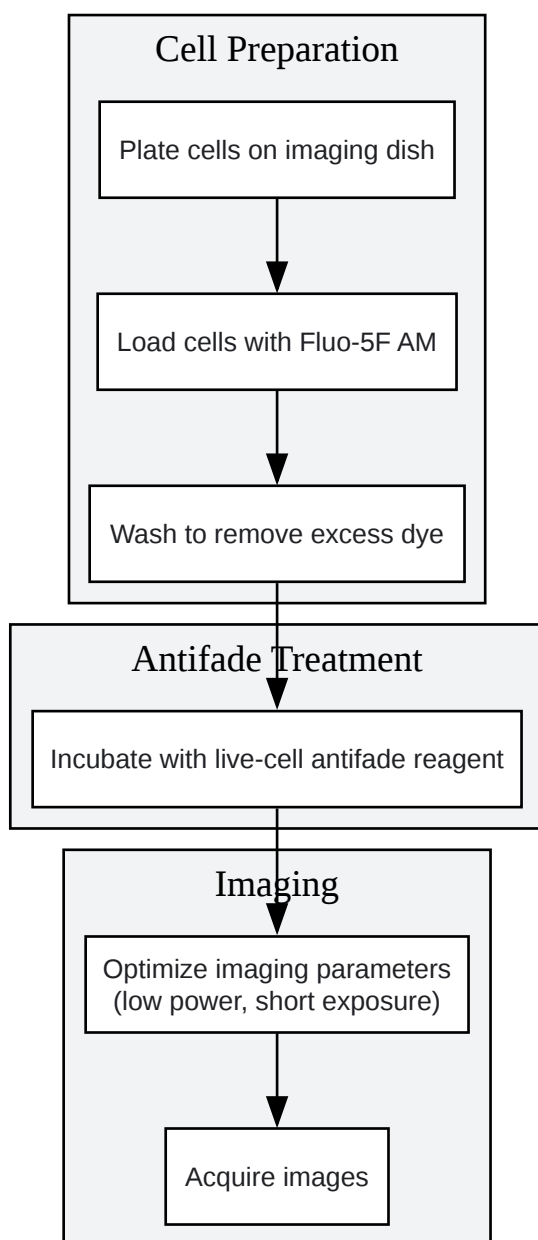 Cell Preparation
Plate cells on imaging dish
Load cells with Fluo-5F AM
Wash to remove excess dye
Antifade Treatment
Incubate with live-cell antifade reagent
Imaging
Optimize imaging parameters
(low power, short exposure)
Acquire images